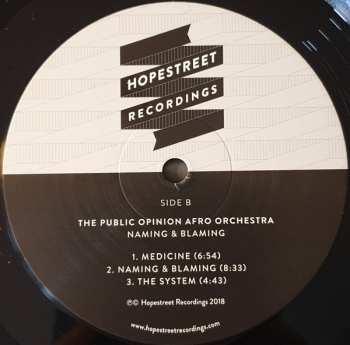 HOPESTREET
RECORDINGS
SIDE B
THE PUBLIC OPINION AFRO ORCHESTRA
NAMING & BLAMING
1. MEDICINE (6:54)
2. NAMING & BLAMING (8:33)
3. THE SYSTEM (4:43)
℗© Hopestreet Recordings 2018
www.hopestreetrecordings.com